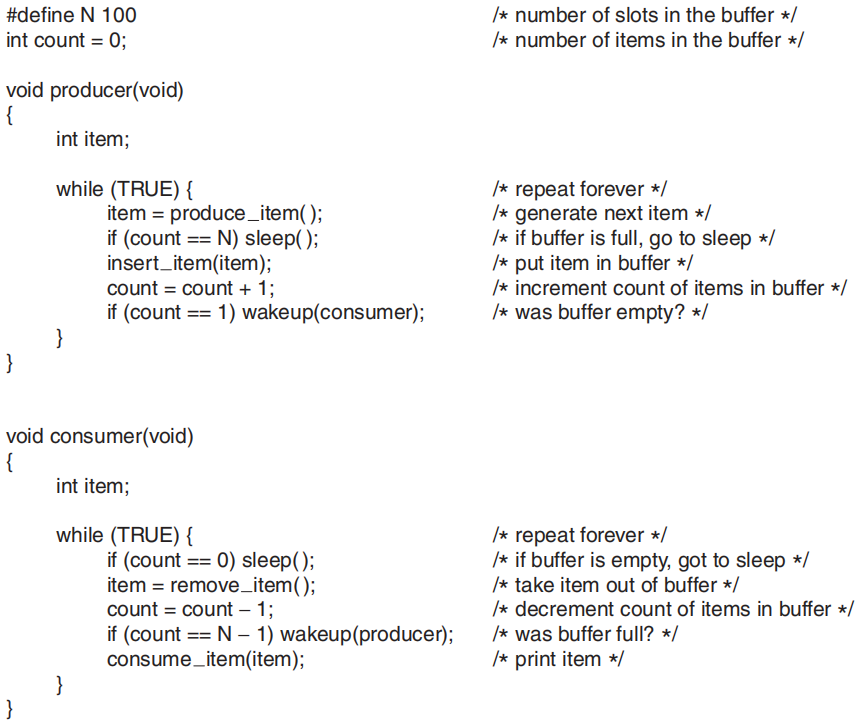 #define N 100 /* number of slots in the buffer */
int count = 0; /* number of items in the buffer */
void producer(void)
{
int item;
while (TRUE) { /* repeat forever */
item = produce_item( ); /* generate next item */
if (count == N) sleep( ); /* if buffer is full, go to sleep */
insert_item(item); /* put item in buffer */
count = count + 1; /* increment count of items in buffer */
if (count == 1) wakeup(consumer); /* was buffer empty? */
}
}
void consumer(void)
{
int item;
while (TRUE) { /* repeat forever */
if (count == 0) sleep( ); /* if buffer is empty, got to sleep */
item = remove_item( ); /* take item out of buffer */
count = count − 1; /* decrement count of items in buffer */
if (count == N − 1) wakeup(producer); /* was buffer full? */
consume_item(item); /* print item */
}
}